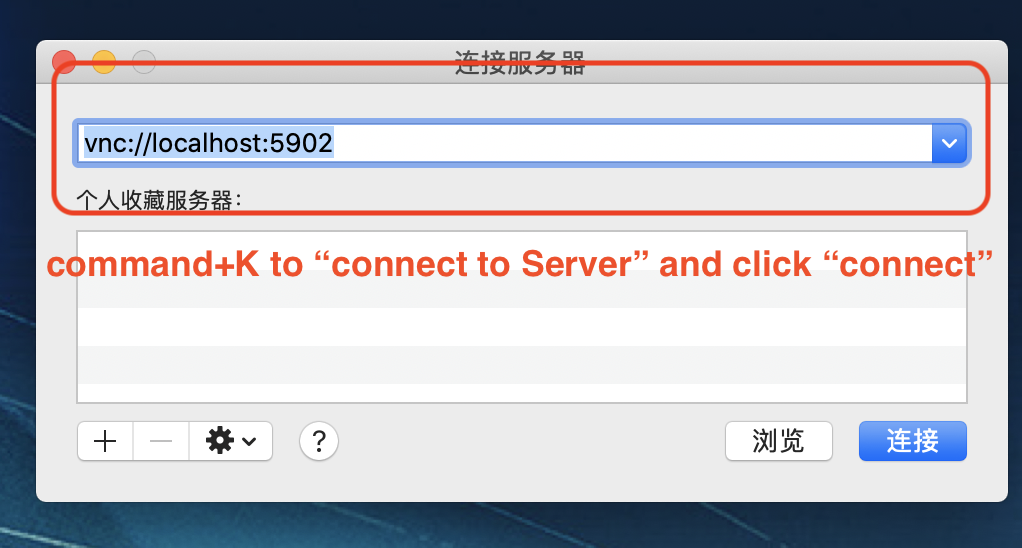 连接服务器
vnc://localhost:5902
个人收藏服务器：
command+K to “connect to Server” and click “connect”
?
浏览
连接